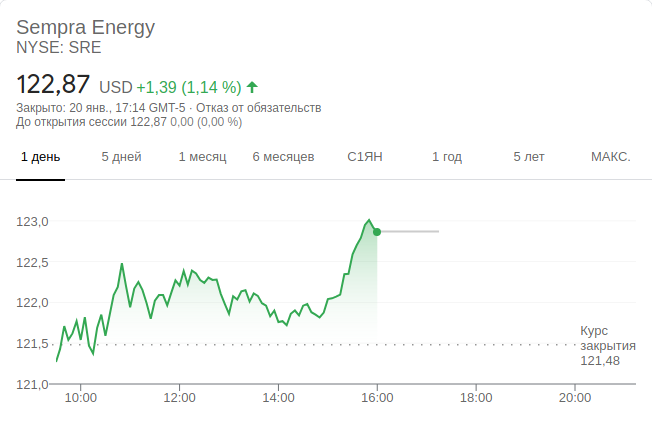 Sempra Energy
NYSE: SRE
122,87 USD +1,39 (1,14 %)
Закрыто: 20 янв., 17:14 GMT-5 · Отказ от обязательств
До открытия сессии 122,87 0,00 (0,00 %)
1 день 5 дней 1 месяц 6 месяцев С1ЯН 1 год 5 лет МАКС.
123,0
122,5
122,0
121,5
121,0
Курс
закрытия
121,48
10:00 12:00 14:00 16:00 18:00 20:00